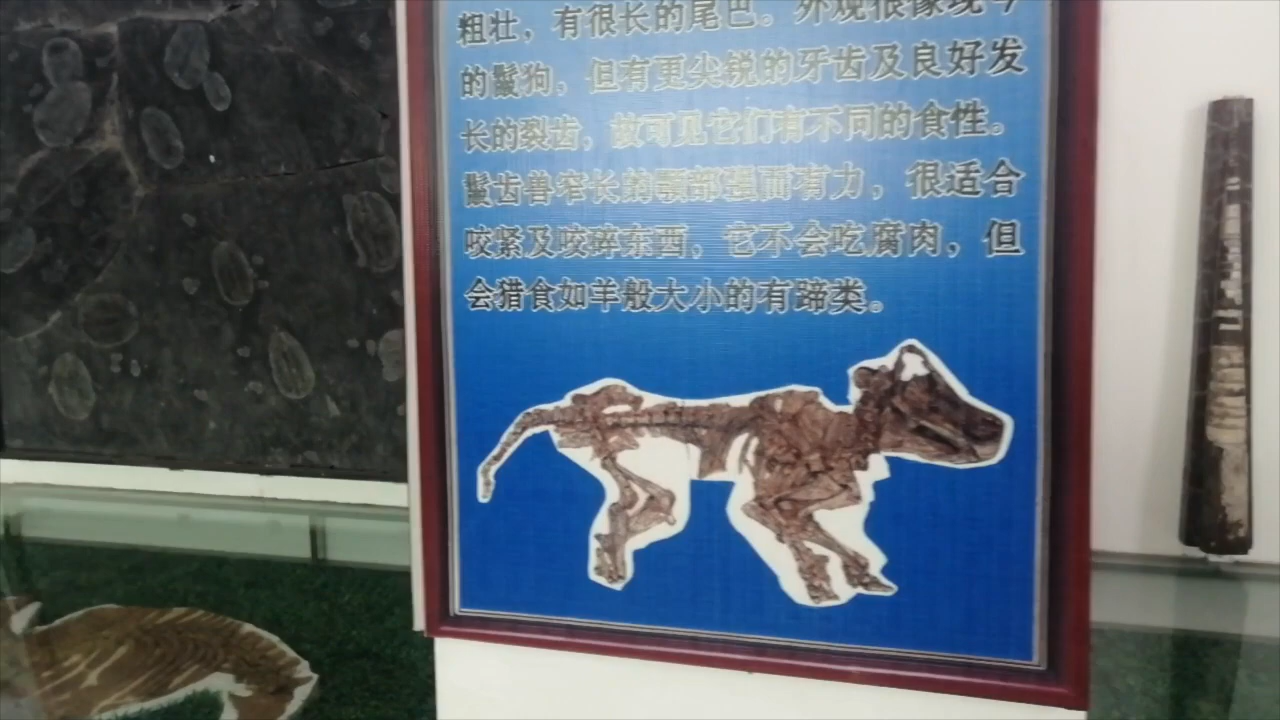 粗壮，有很长的尾巴。外观很像现今
的鬣狗，但有更尖锐的牙齿及良好发
长的裂齿，故可见它们有不同的食性。
鬣齿兽窄长的颚部强而有力，很适合
咬紧及咬碎东西，它不会吃腐肉，但
会猎食如羊般大小的有蹄类。